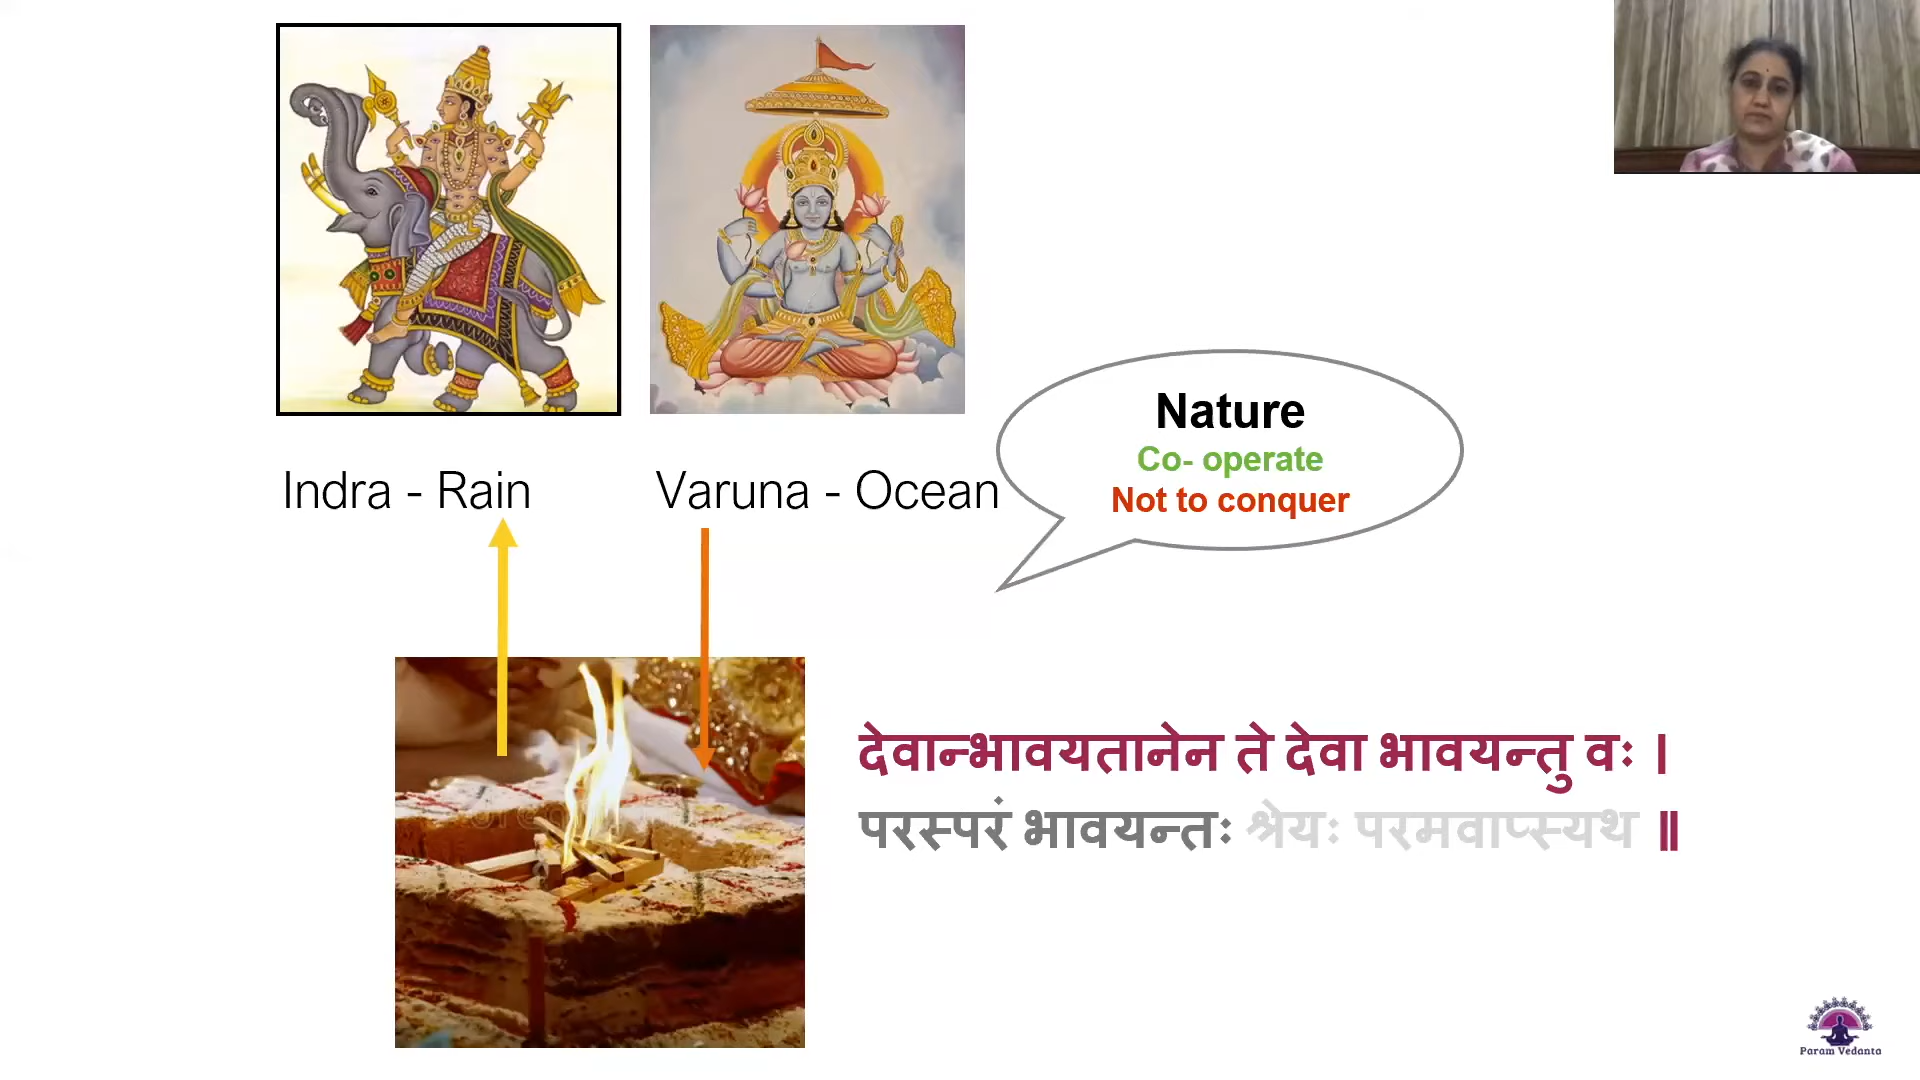 Indra - Rain
Varuna - Ocean
Nature
Co- operate
Not to conquer
देवान्भावयतानेन ते देवा भावयन्तु वः ।
परस्परं भावयन्तः श्रेयः परमवाप्स्यथ ॥
Param Vedanta